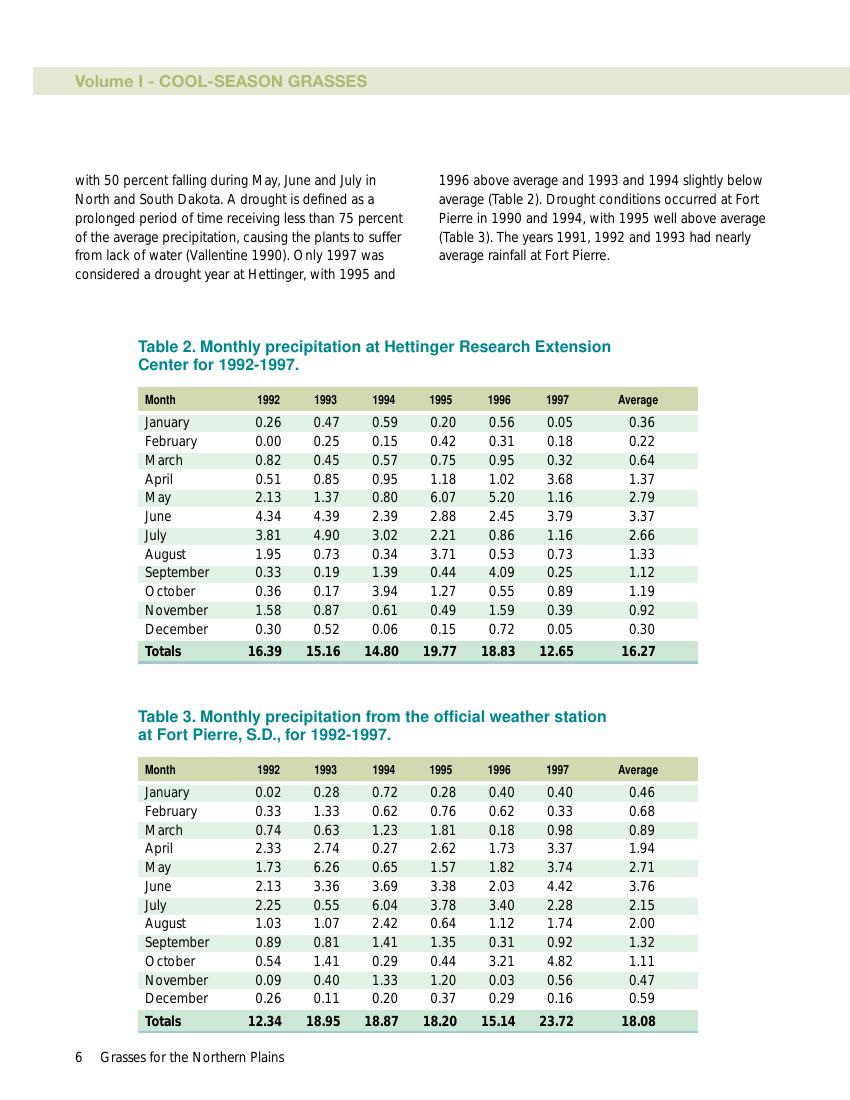 Volume I - COOL-SEASON GRASSES
with 50 percent falling during May, June and July in
North and South Dakota. A drought is defined as a
prolonged period of time receiving less than 75 percent
of the average precipitation, causing the plants to suffer
from lack of water (Vallentine 1990). Only 1997 was
considered a drought year at Hettinger, with 1995 and
1996 above average and 1993 and 1994 slightly below
average (Table 2). Drought conditions occurred at Fort
Pierre in 1990 and 1994, with 1995 well above average
(Table 3). The years 1991, 1992 and 1993 had nearly
average rainfall at Fort Pierre.
Table 2. Monthly precipitation at Hettinger Research Extension
Center for 1992-1997.
Month 1992 1993 1994 1995 1996 1997 Average
January 0.26 0.47 0.59 0.20 0.56 0.05 0.36
February 0.00 0.25 0.15 0.42 0.31 0.18 0.22
March 0.82 0.45 0.57 0.75 0.95 0.32 0.64
April 0.51 0.85 0.95 1.18 1.02 3.68 1.37
May 2.13 1.37 0.80 6.07 5.20 1.16 2.79
June 4.34 4.39 2.39 2.88 2.45 3.79 3.37
July 3.81 4.90 3.02 2.21 0.86 1.16 2.66
August 1.95 0.73 0.34 3.71 0.53 0.73 1.33
September 0.33 0.19 1.39 0.44 4.09 0.25 1.12
October 0.36 0.17 3.94 1.27 0.55 0.89 1.19
November 1.58 0.87 0.61 0.49 1.59 0.39 0.92
December 0.30 0.52 0.06 0.15 0.72 0.05 0.30
Totals 16.39 15.16 14.80 19.77 18.83 12.65 16.27
Table 3. Monthly precipitation from the official weather station
at Fort Pierre, S.D., for 1992-1997.
Month 1992 1993 1994 1995 1996 1997 Average
January 0.02 0.28 0.72 0.28 0.40 0.40 0.46
February 0.33 1.33 0.62 0.76 0.62 0.33 0.68
March 0.74 0.63 1.23 1.81 0.18 0.98 0.89
April 2.33 2.74 0.27 2.62 1.73 3.37 1.94
May 1.73 6.26 0.65 1.57 1.82 3.74 2.71
June 2.13 3.36 3.69 3.38 2.03 4.42 3.76
July 2.25 0.55 6.04 3.78 3.40 2.28 2.15
August 1.03 1.07 2.42 0.64 1.12 1.74 2.00
September 0.89 0.81 1.41 1.35 0.31 0.92 1.32
October 0.54 1.41 0.29 0.44 3.21 4.82 1.11
November 0.09 0.40 1.33 1.20 0.03 0.56 0.47
December 0.26 0.11 0.20 0.37 0.29 0.16 0.59
Totals 12.34 18.95 18.87 18.20 15.14 23.72 18.08
6 Grasses for the Northern Plains